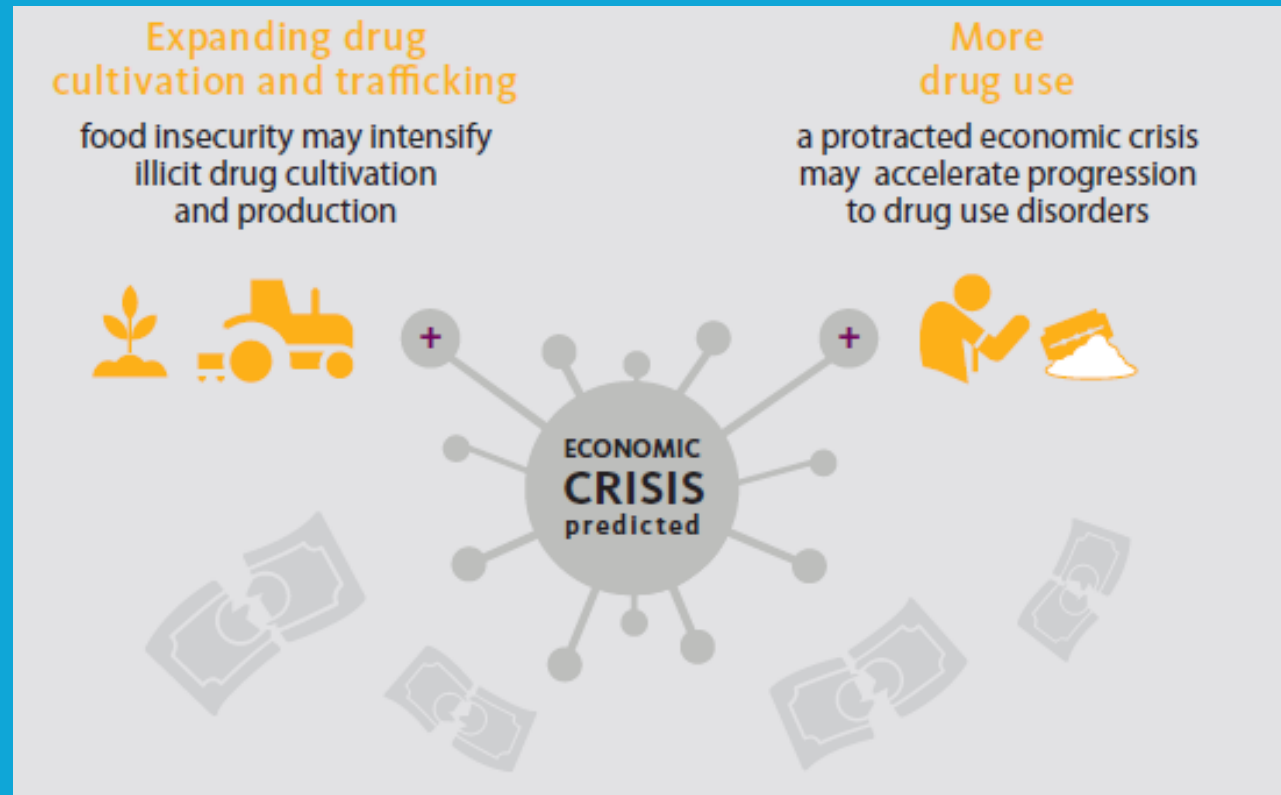 Expanding drug
cultivation and trafficking
food insecurity may intensify
illicit drug cultivation
and production
More
drug use
a protracted economic crisis
may accelerate progression
to drug use disorders
+
+
ECONOMIC
CRISIS
predicted